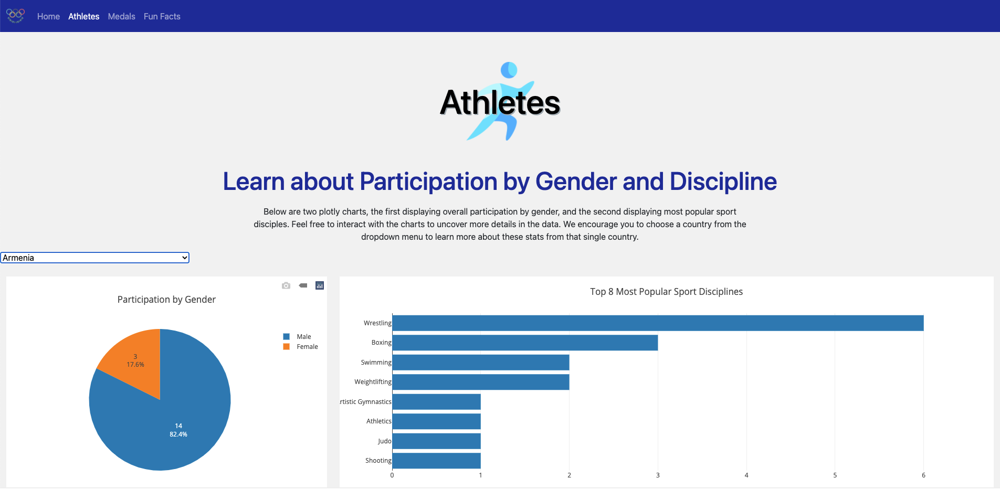 Home Athletes Medals Fun Facts
Athletes
Learn about Participation by Gender and Discipline
Below are two plotly charts, the first displaying overall participation by gender, and the second displaying most popular sport
disciples. Feel free to interact with the charts to uncover more details in the data. We encourage you to choose a country from the
dropdown menu to learn more about these stats from that single country.
Armenia
Participation by Gender
Male
Female
3
17.6%
14
82.4%
Top 8 Most Popular Sport Disciplines
Wrestling
Boxing
Swimming
Weightlifting
rtistic Gymnastics
Athletics
Judo
Shooting
0 1 2 3 4 5 6